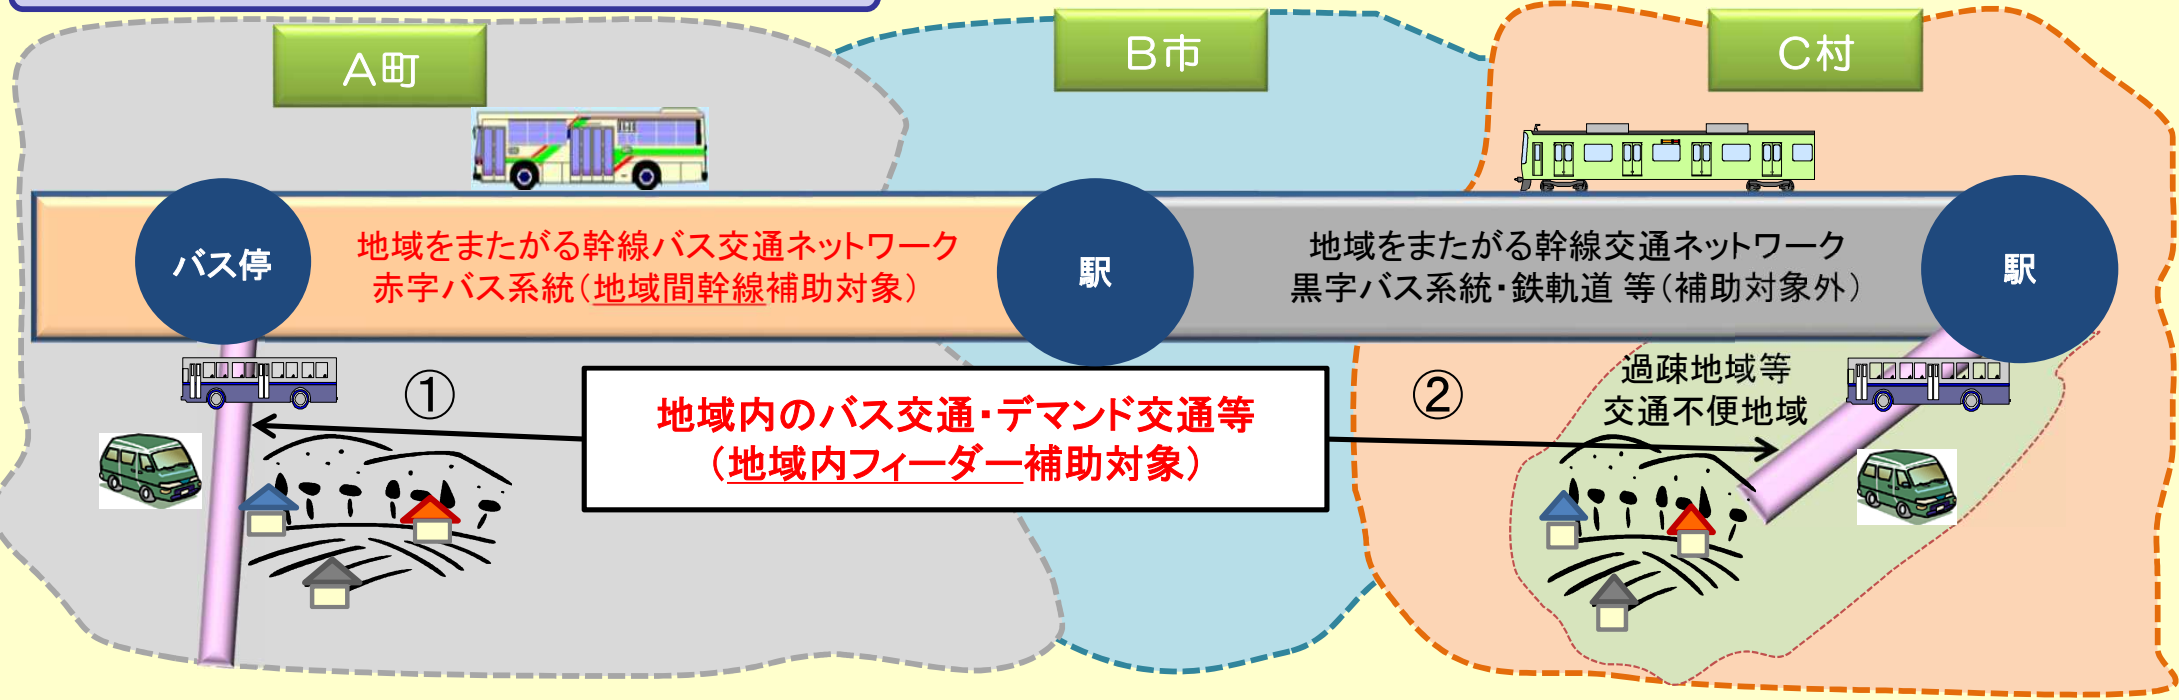 A町
B市
C村
バス停
地域をまたがる幹線バス交通ネットワーク
赤字バス系統(地域間幹線補助対象)
駅
地域をまたがる幹線交通ネットワーク
黒字バス系統・鉄軌道 等(補助対象外)
駅
①
地域内のバス交通・デマンド交通等
(地域内フィーダー補助対象)
②
過疎地域等
交通不便地域